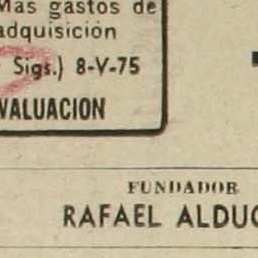 Mas gastos de
adquisición
Sigs.) 8-V-75
VALUACION
FUNDADOR
RAFAEL ALDUC